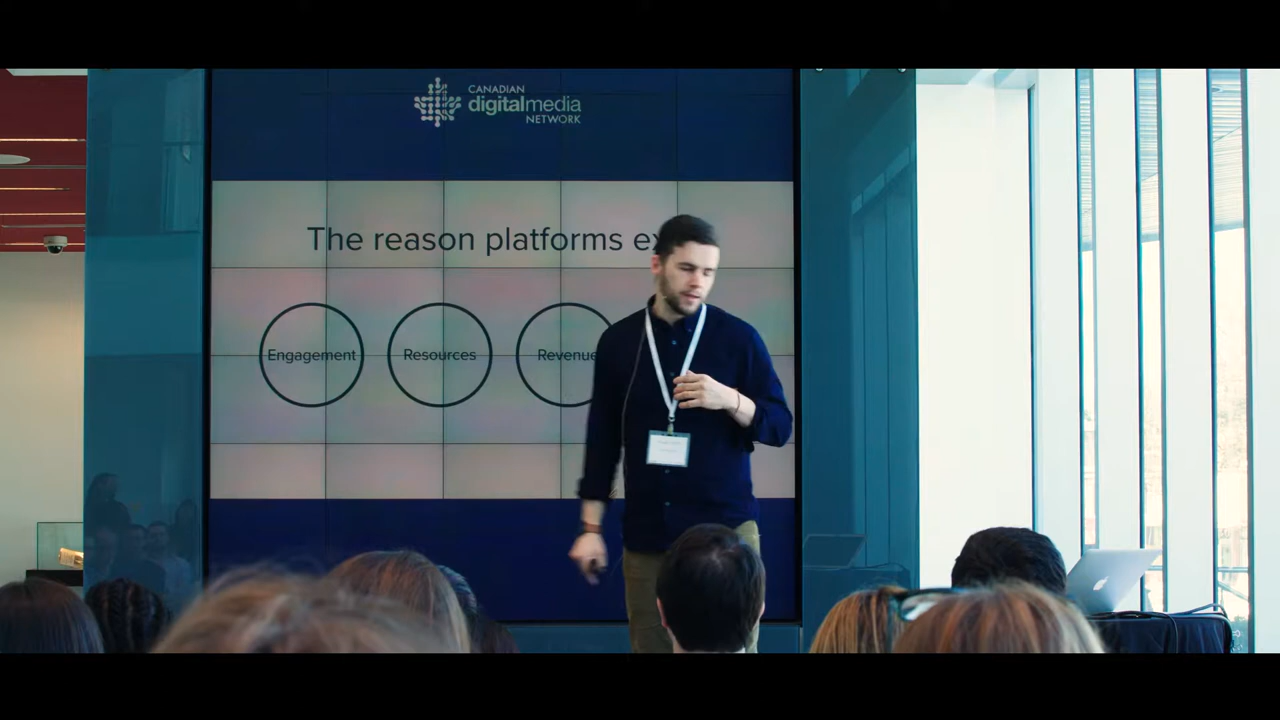 CANADIAN
digitalmedia
NETWORK
The reason platforms ex
Engagement
Resources
Revenue